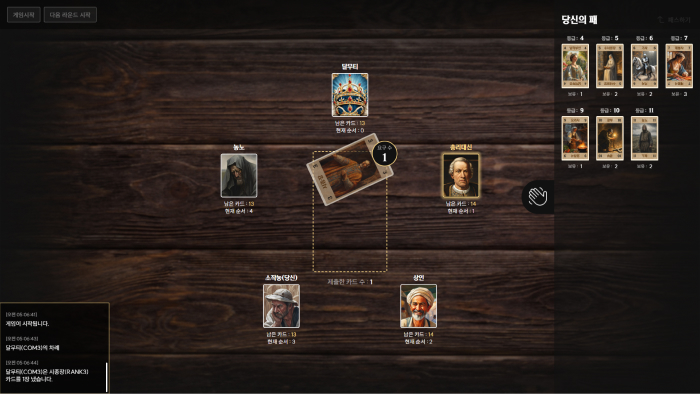 게임시작
다음 라운드 시작
당신의 패
달무티
남은 카드 : 13
현재 순서 : 0
농노
남은 카드 : 13
현재 순서 : 4
요구 수
1
총리대신
남은 카드 : 14
현재 순서 : 1
제출한 카드 수 : 1
소작농(당신)
남은 카드 : 13
현재 순서 : 3
상인
남은 카드 : 14
현재 순서 : 2
[오전 05:06:41]
게임이 시작됩니다.
[오전 05:06:43]
달무티(COM3)의 차례
[오전 05:06:44]
달무티(COM3)은 시종장(RANK3)
카드를 1장 냈습니다.
등급 : 4
등급 : 5
등급 : 6
등급 : 7
보유 : 1
보유 : 2
보유 : 2
보유 : 3
등급 : 9
등급 : 10
등급 : 11
보유 : 1
보유 : 2
보유 : 2